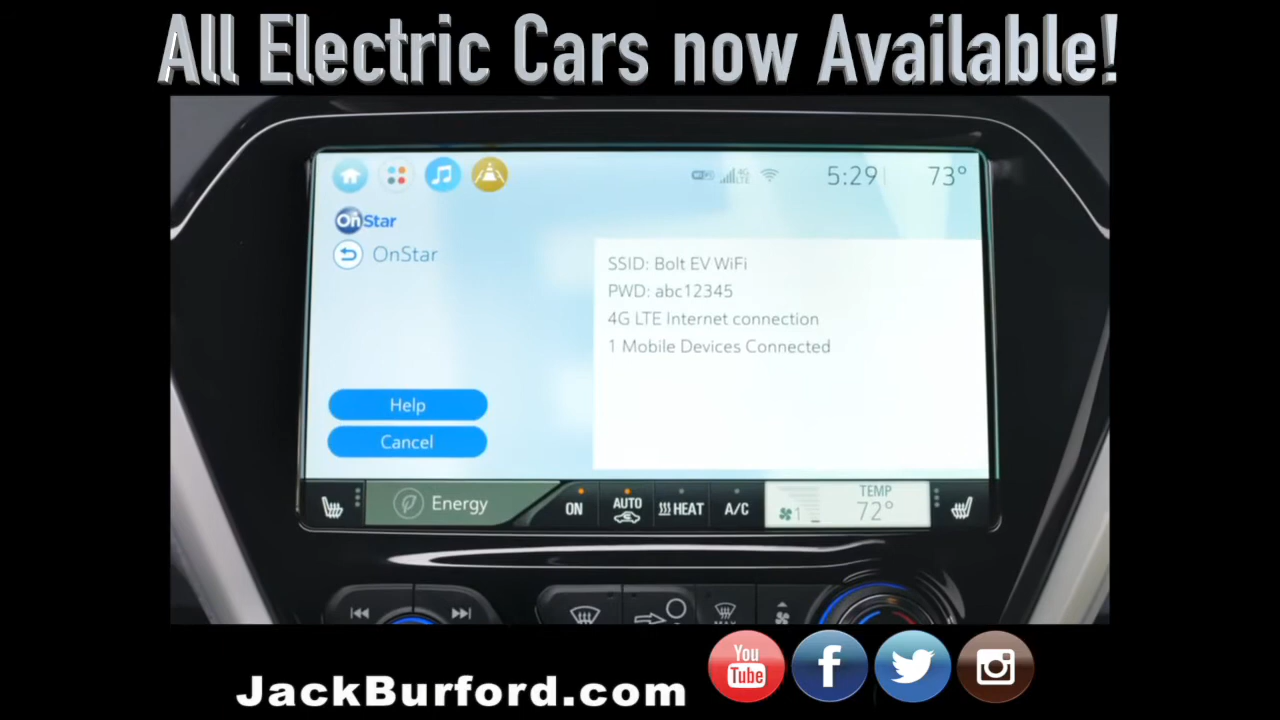 All Electric Cars now Available!
5:29 73°
OnStar
OnStar
SSID: Bolt EV WiFi
PWD: abc12345
4G LTE Internet connection
1 Mobile Devices Connected
Help
Cancel
Energy
ON
AUTO
HEAT
A/C
1
TEMP
72°
JackBurford.com
You
Tube